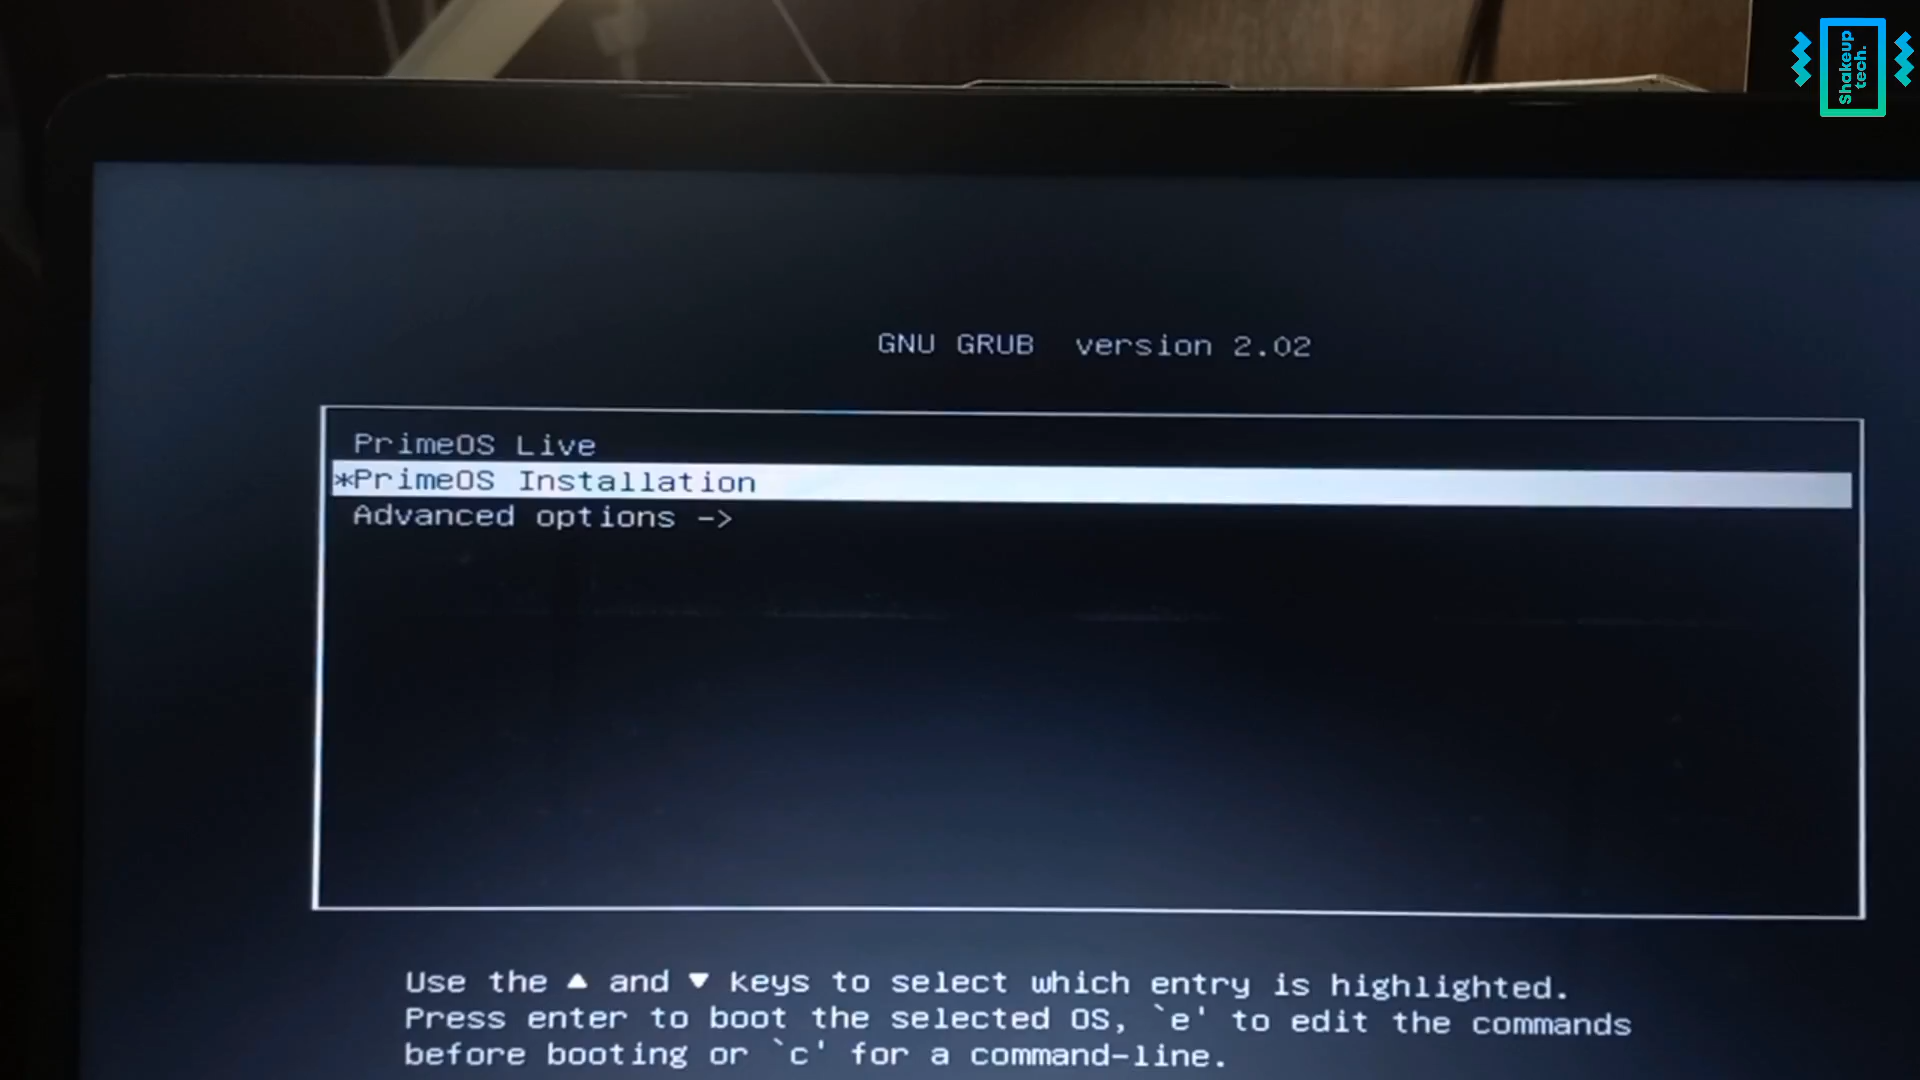 Shakeup
tech.
GNU GRUB version 2.02
PrimeOS Live
*PrimeOS Installation
Advanced options ->
Use the ▲ and ▼ keys to select which entry is highlighted.
Press enter to boot the selected OS, `e' to edit the commands
before booting or `c' for a command-line.